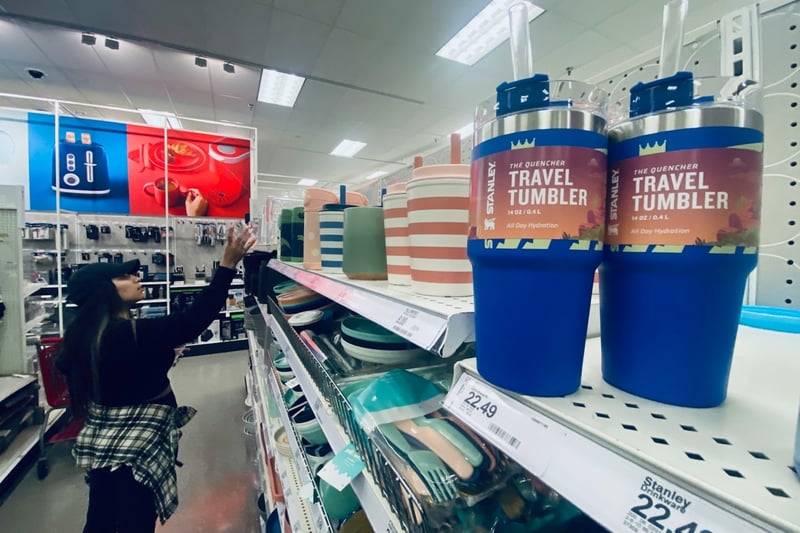 STANLEY.
THE QUENCHER
TRAVEL
TUMBLER
14 OZ / 0.4 L
All Day Hydration
STANLEY.
THE QUENCHER
TRAVEL
TUMBLER
14 OZ / 0.4 L
All Day Hydration
22.49
Stanley
Drinkware
22.49